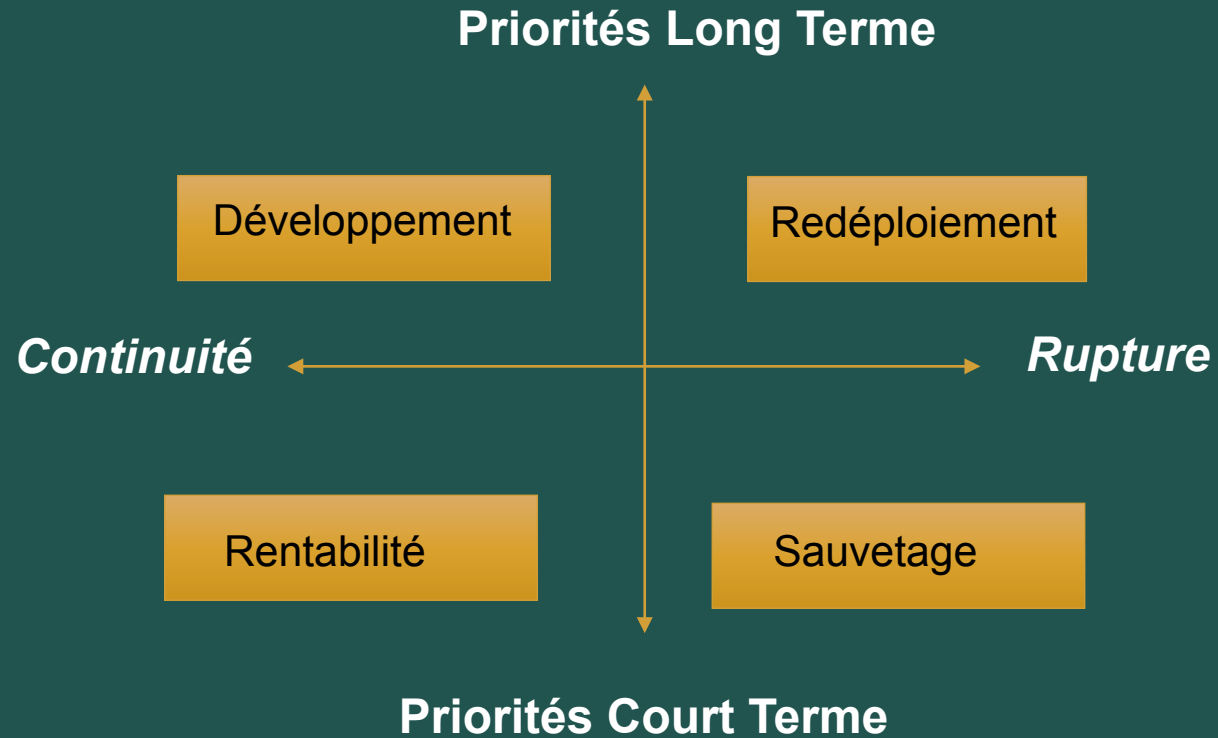 Priorités Long Terme
Développement
Redéploiement
Continuité
Rupture
Rentabilité
Sauvetage
Priorités Court Terme